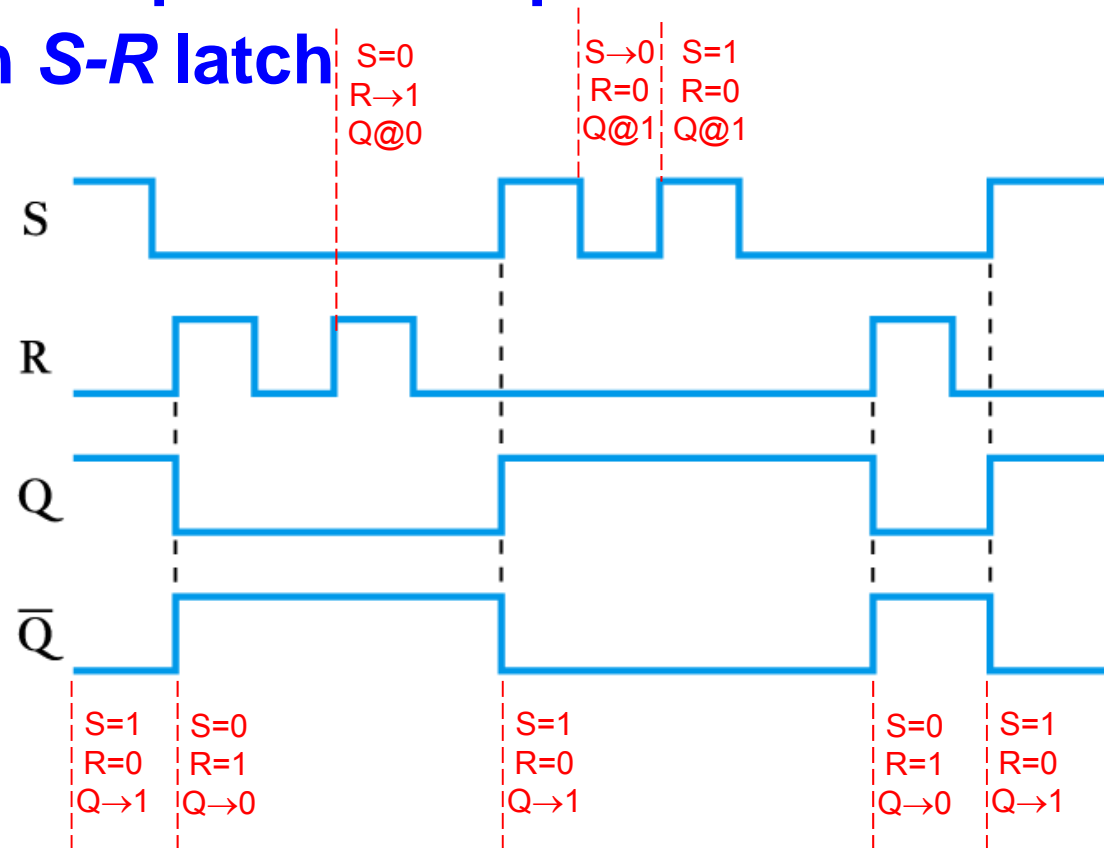 S-R latch
S=0
R→1
Q@0
S→0
R=0
Q@1
S=1
R=0
Q@1
S
R
Q
Q̅
S=1
R=0
Q→1
S=0
R=1
Q→0
S=1
R=0
Q→1
S=0
R=1
Q→0
S=1
R=0
Q→1